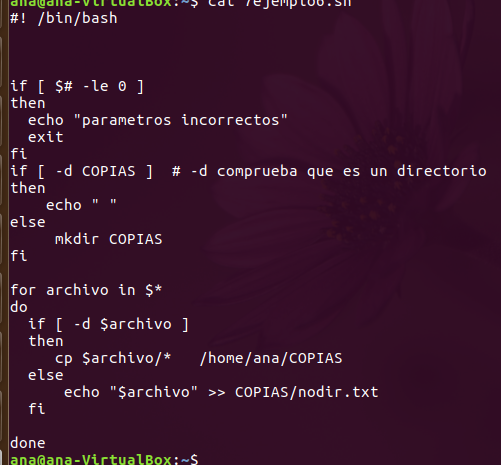 ana@ana-VirtualBox:~$ cat 7ejemplo6.sh
#! /bin/bash
if [ $# -le 0 ]
then
echo "parametros incorrectos"
exit
fi
if [ -d COPIAS ]  # -d comprueba que es un directorio
then
echo " "
else
mkdir COPIAS
fi
for archivo in $*
do
if [ -d $archivo ]
then
cp $archivo/*   /home/ana/COPIAS
else
echo "$archivo" >> COPIAS/nodir.txt
fi
done
ana@ana-VirtualBox:~$